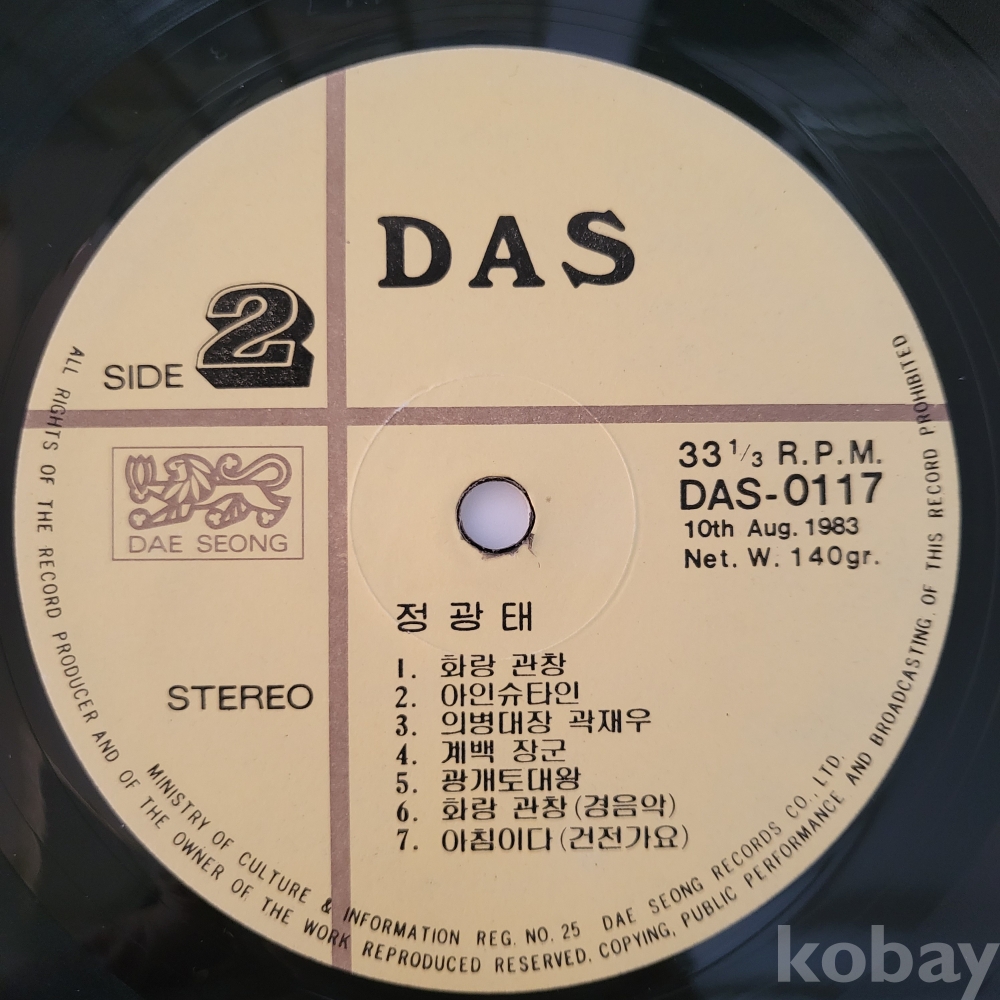 DAS
SIDE 2
DAE SEONG
33 1/3 R.P.M.
DAS-0117
10th Aug. 1983
Net. W. 140gr.
STEREO
정 광 태
1. 화랑 관창
2. 아인슈타인
3. 의병대장 곽재우
4. 계백 장군
5. 광개토대왕
6. 화랑 관창(경음악)
7. 아침이다(건전가요)
MINISTRY OF CULTURE & INFORMATION REG. NO. 25 DAE SEONG RECORDS CO., LTD.
ALL RIGHTS OF THE RECORD PRODUCER AND OF THE OWNER OF THE WORK REPRODUCED RESERVED. COPYING, PUBLIC PERFORMANCE AND BROADCASTING. OF THIS RECORD PROHIBITED
kobay